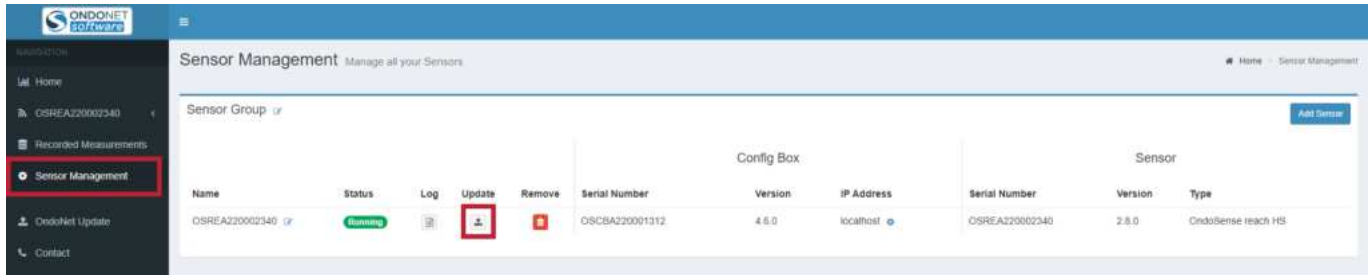 ONDONET
software
NAVIGATION
Home
OSREA220002340
Recorded Measurements
Sensor Management
OndoNet Update
Contact
Sensor Management Manage all your Sensors
Home Sensor Management
Sensor Group
Add Sensor
Config Box Sensor
Name Status Log Update Remove Serial Number Version IP Address Serial Number Version Type
OSREA220002340 Running OSCBA220001312 4.6.0 localhost OSREA220002340 2.8.0 OndoSense reach HS